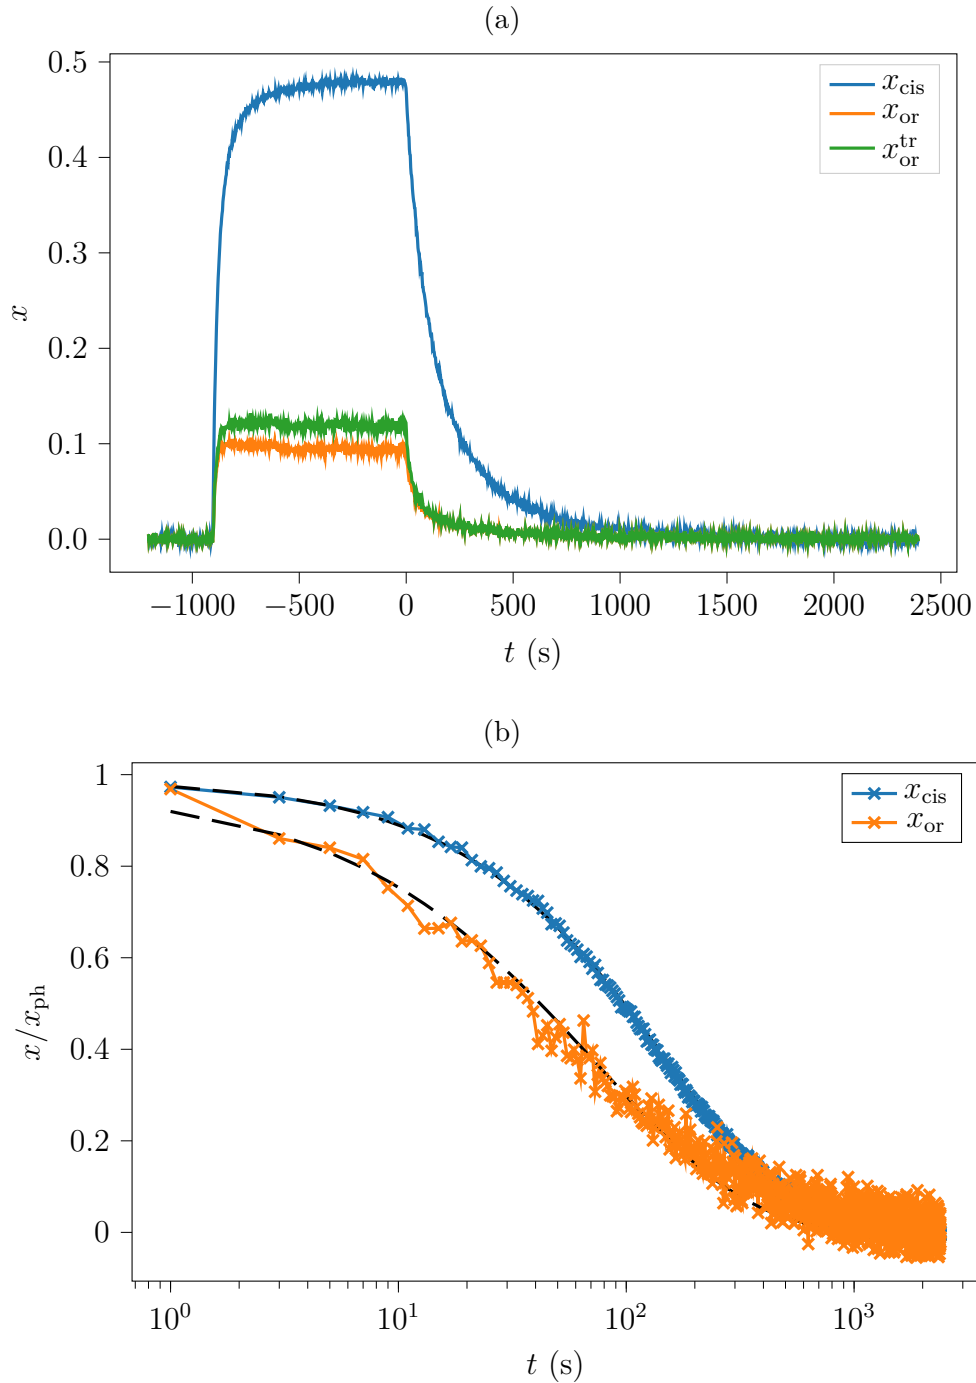 (a)
x
0.5
0.4
0.3
0.2
0.1
0.0
x_cis
x_or
x_or^tr
−1000 −500 0 500 1000 1500 2000 2500
t (s)
(b)
x/x_ph
1
0.8
0.6
0.4
0.2
0
x_cis
x_or
10^0 10^1 10^2 10^3
t (s)